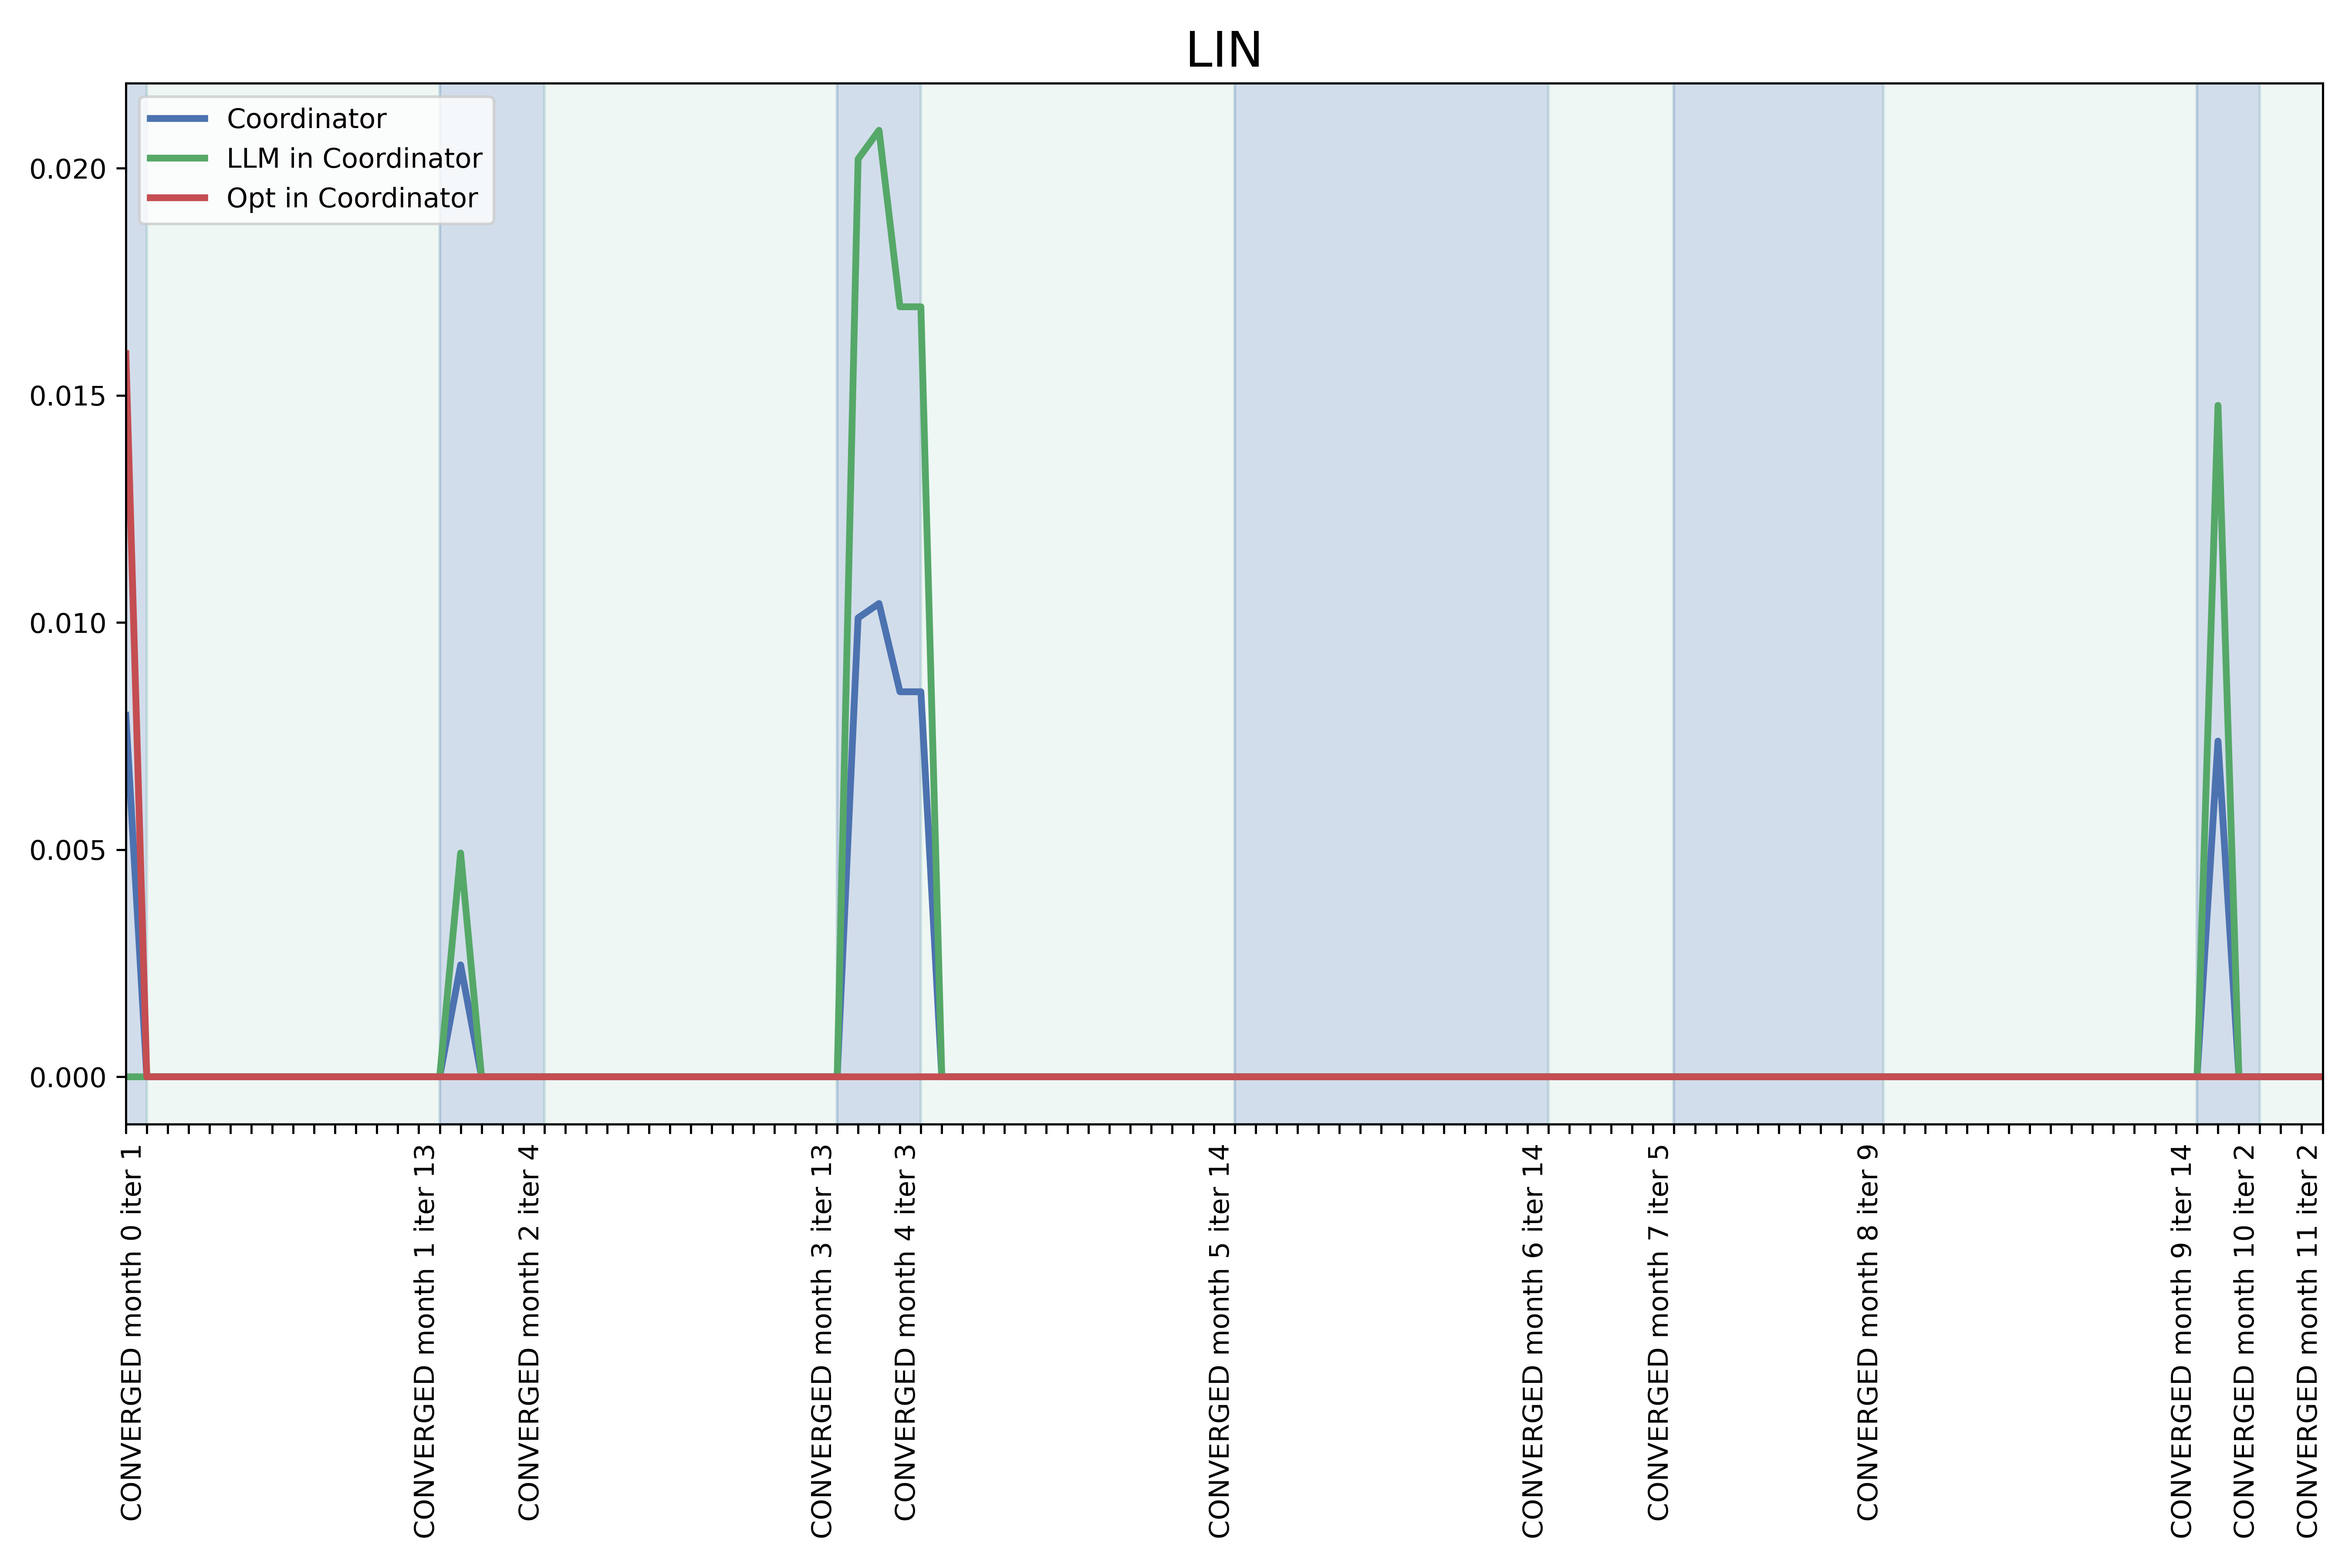 LIN
Coordinator
LLM in Coordinator
Opt in Coordinator
0.020
0.015
0.010
0.005
0.000
CONVERGED month 0 iter 1
CONVERGED month 1 iter 13
CONVERGED month 2 iter 4
CONVERGED month 3 iter 13
CONVERGED month 4 iter 3
CONVERGED month 5 iter 14
CONVERGED month 6 iter 14
CONVERGED month 7 iter 5
CONVERGED month 8 iter 9
CONVERGED month 9 iter 14
CONVERGED month 10 iter 2
CONVERGED month 11 iter 2